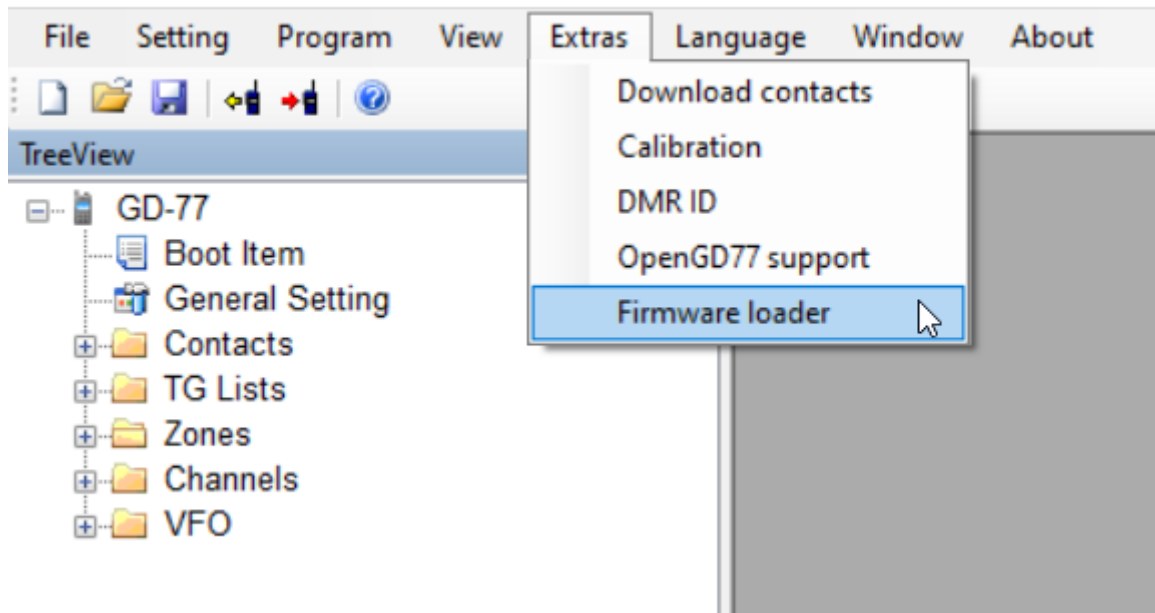 File Setting Program View Extras Language Window About
Download contacts
Calibration
DMR ID
OpenGD77 support
Firmware loader
TreeView
GD-77
Boot Item
General Setting
Contacts
TG Lists
Zones
Channels
VFO